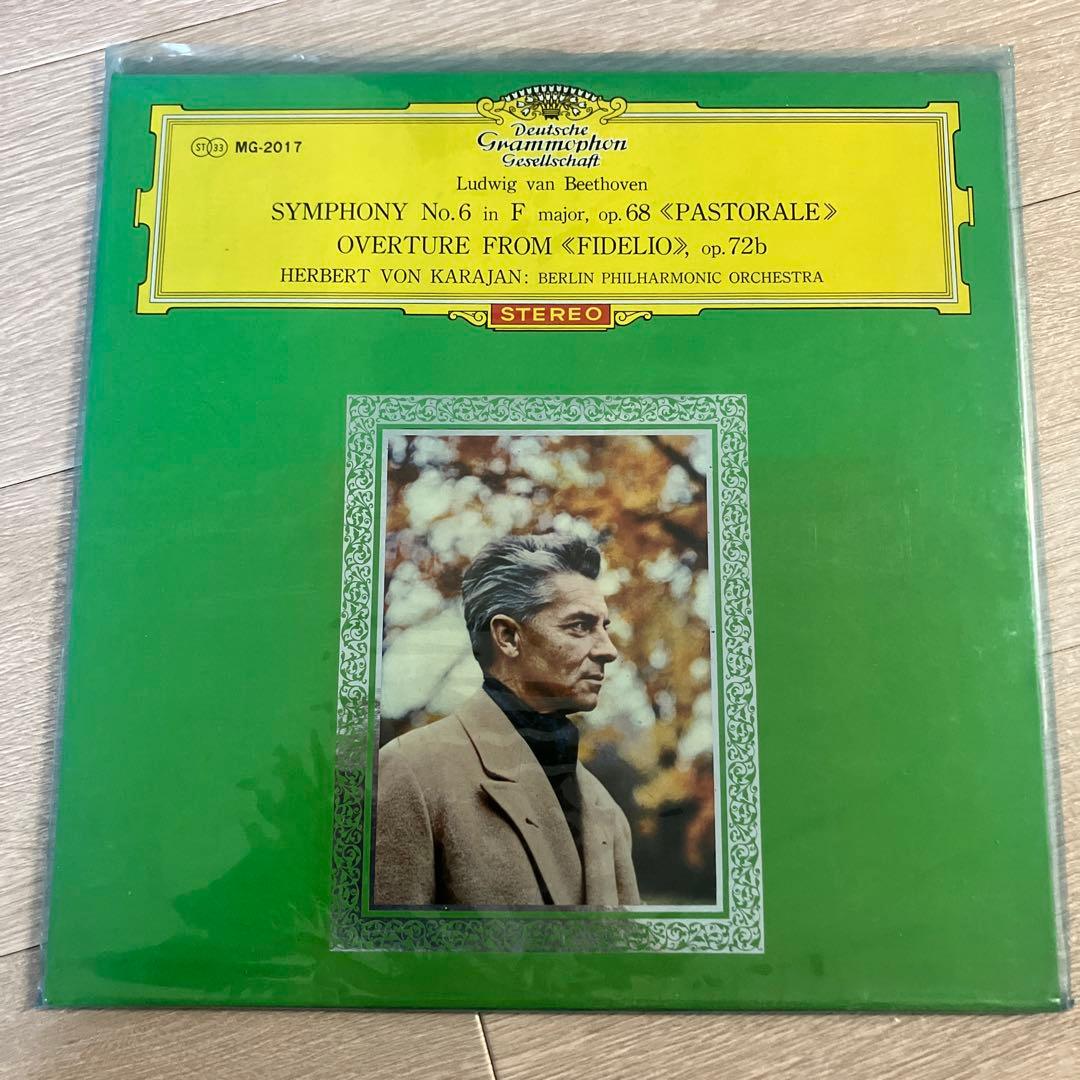 Deutsche
Grammophon
Gesellschaft
ST 33 MG-2017
Ludwig van Beethoven
SYMPHONY No.6 in F major, op.68 《PASTORALE》
OVERTURE FROM 《FIDELIO》, op.72b
HERBERT VON KARAJAN: BERLIN PHILHARMONIC ORCHESTRA
STEREO